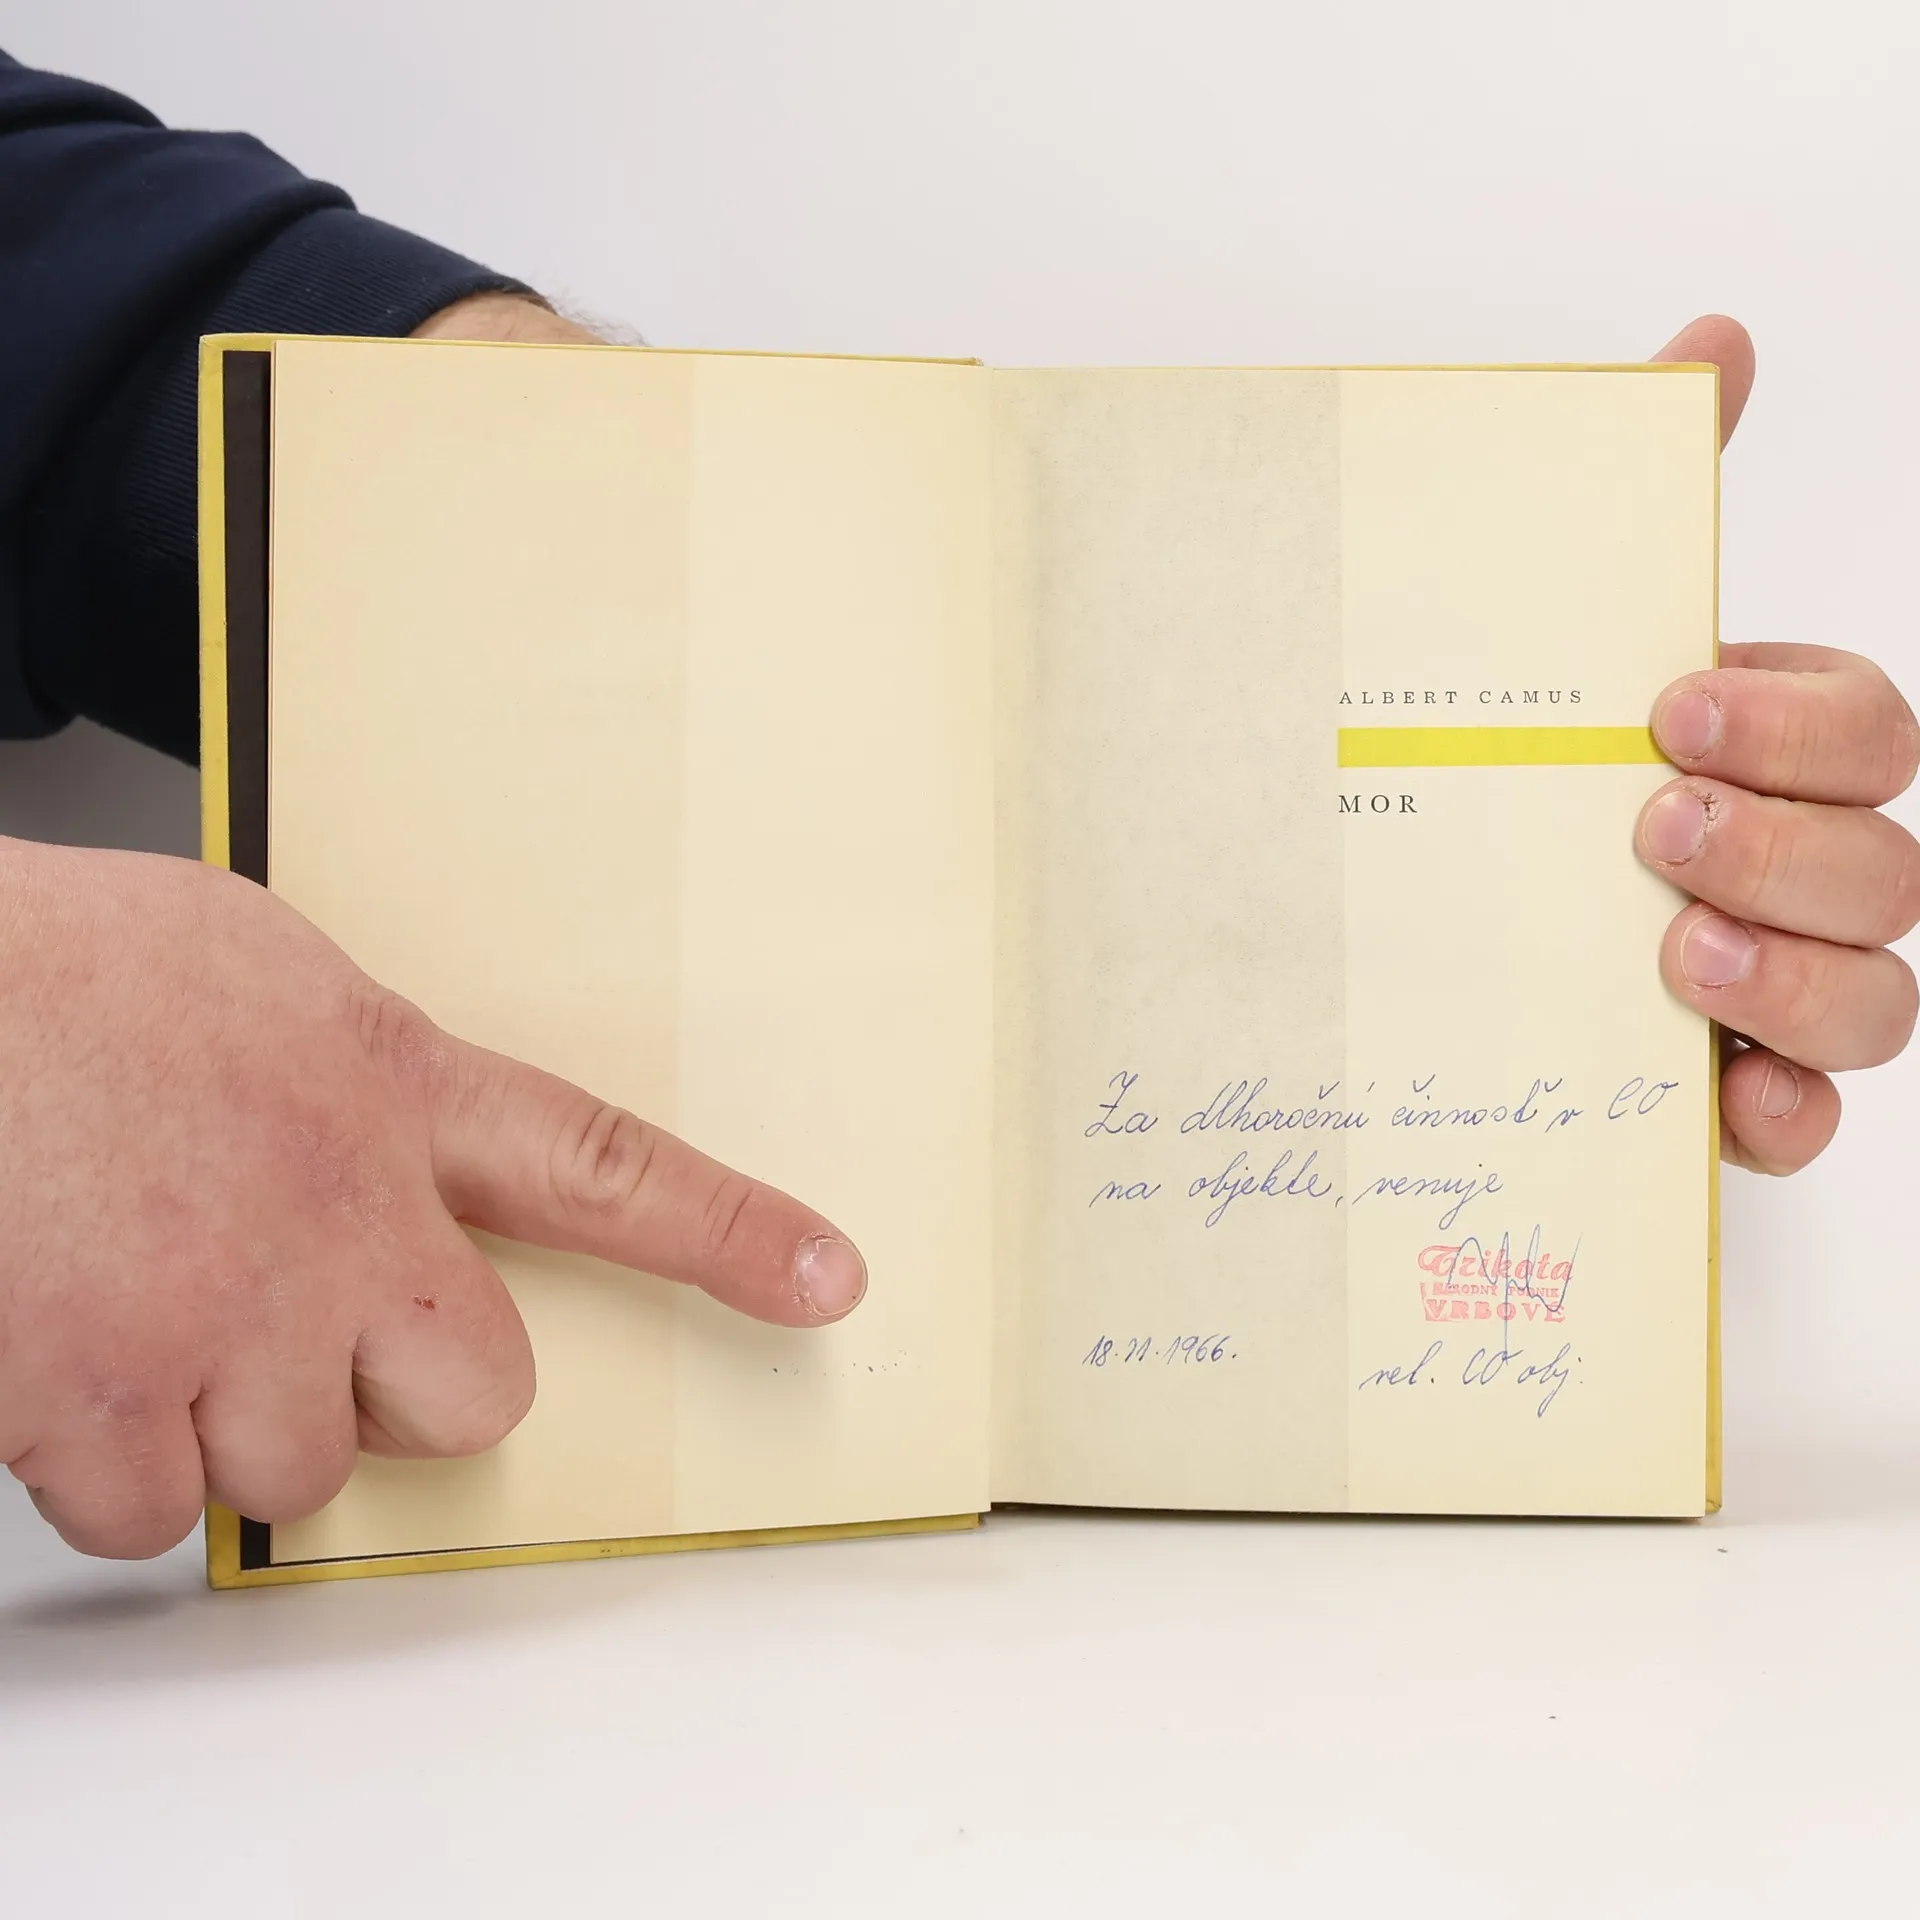 ALBERT CAMUS
MOR
Za dlhoročnú činnosť v CO
na objekte, venuje
Trikota
NÁRODNÝ PODNIK
VRBOVÉ
18.11.1966.
vel. CO obj.